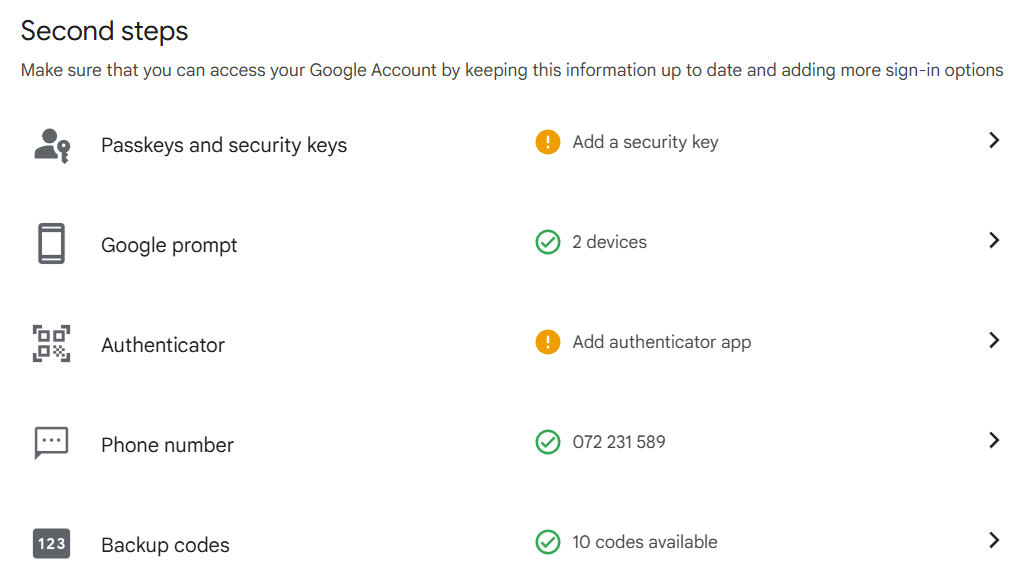 Second steps
Make sure that you can access your Google Account by keeping this information up to date and adding more sign-in options
Passkeys and security keys
Add a security key
Google prompt
2 devices
Authenticator
Add authenticator app
Phone number
072 231 589
123
Backup codes
10 codes available